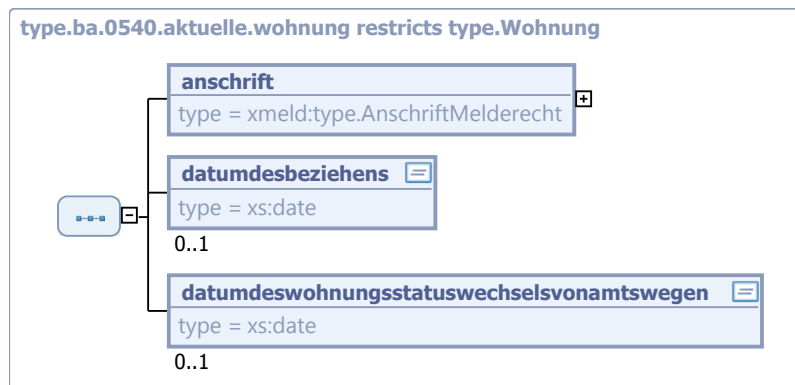 type.ba.0540.aktuelle.wohnung restricts type.Wohnung
anschrift
type = xmeld:type.AnschriftMelderecht
datumdesbeziehens
type = xs:date
0..1
datumdeswohnungsstatuswechselsvonamtswegen
type = xs:date
0..1